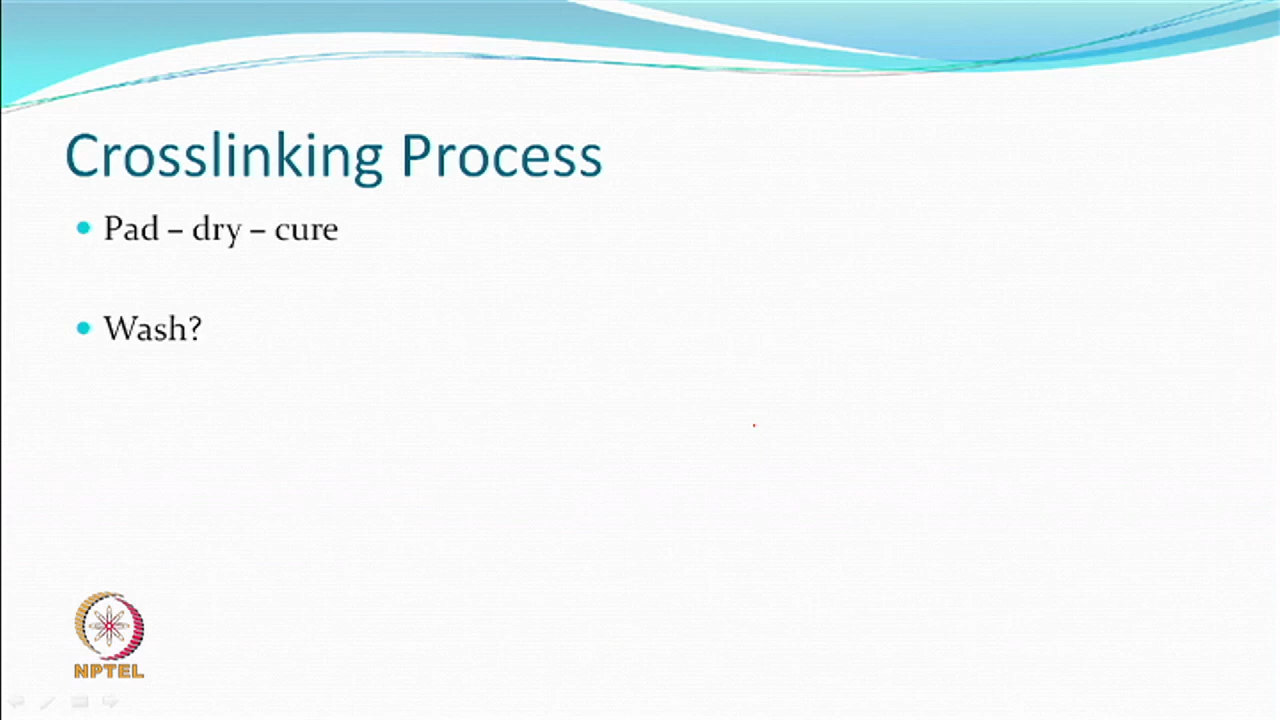 Crosslinking Process
Pad – dry – cure
Wash?
NPTEL